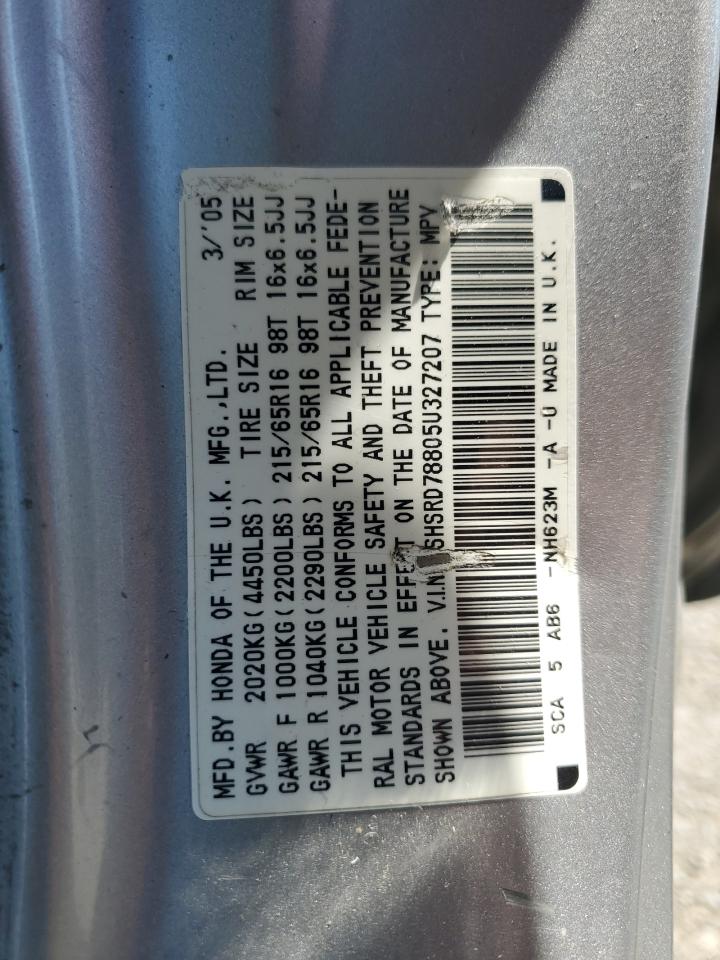 MFD.BY HONDA OF THE U.K. MFG.,LTD. 3/'05
GVWR 2020KG(4450LBS) TIRE SIZE RIM SIZE
GAWR F 1000KG(2200LBS) 215/65R16 98T 16x6.5JJ
GAWR R 1040KG(2290LBS) 215/65R16 98T 16x6.5JJ
THIS VEHICLE CONFORMS TO ALL APPLICABLE FEDE-
RAL MOTOR VEHICLE SAFETY AND THEFT PREVENTION
STANDARDS IN EFFECT ON THE DATE OF MANUFACTURE
SHOWN ABOVE. V.I.N SHSRD78805U327207 TYPE: MPV
SCA 5 AB6 -NH623M -A -U MADE IN U.K.